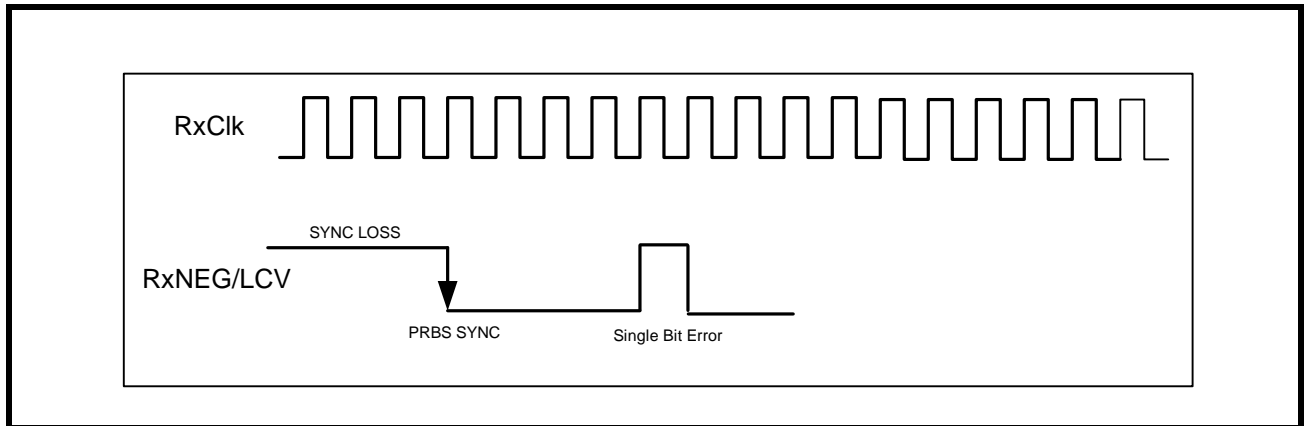 RxClk
SYNC LOSS
RxNEG/LCV
PRBS SYNC
Single Bit Error